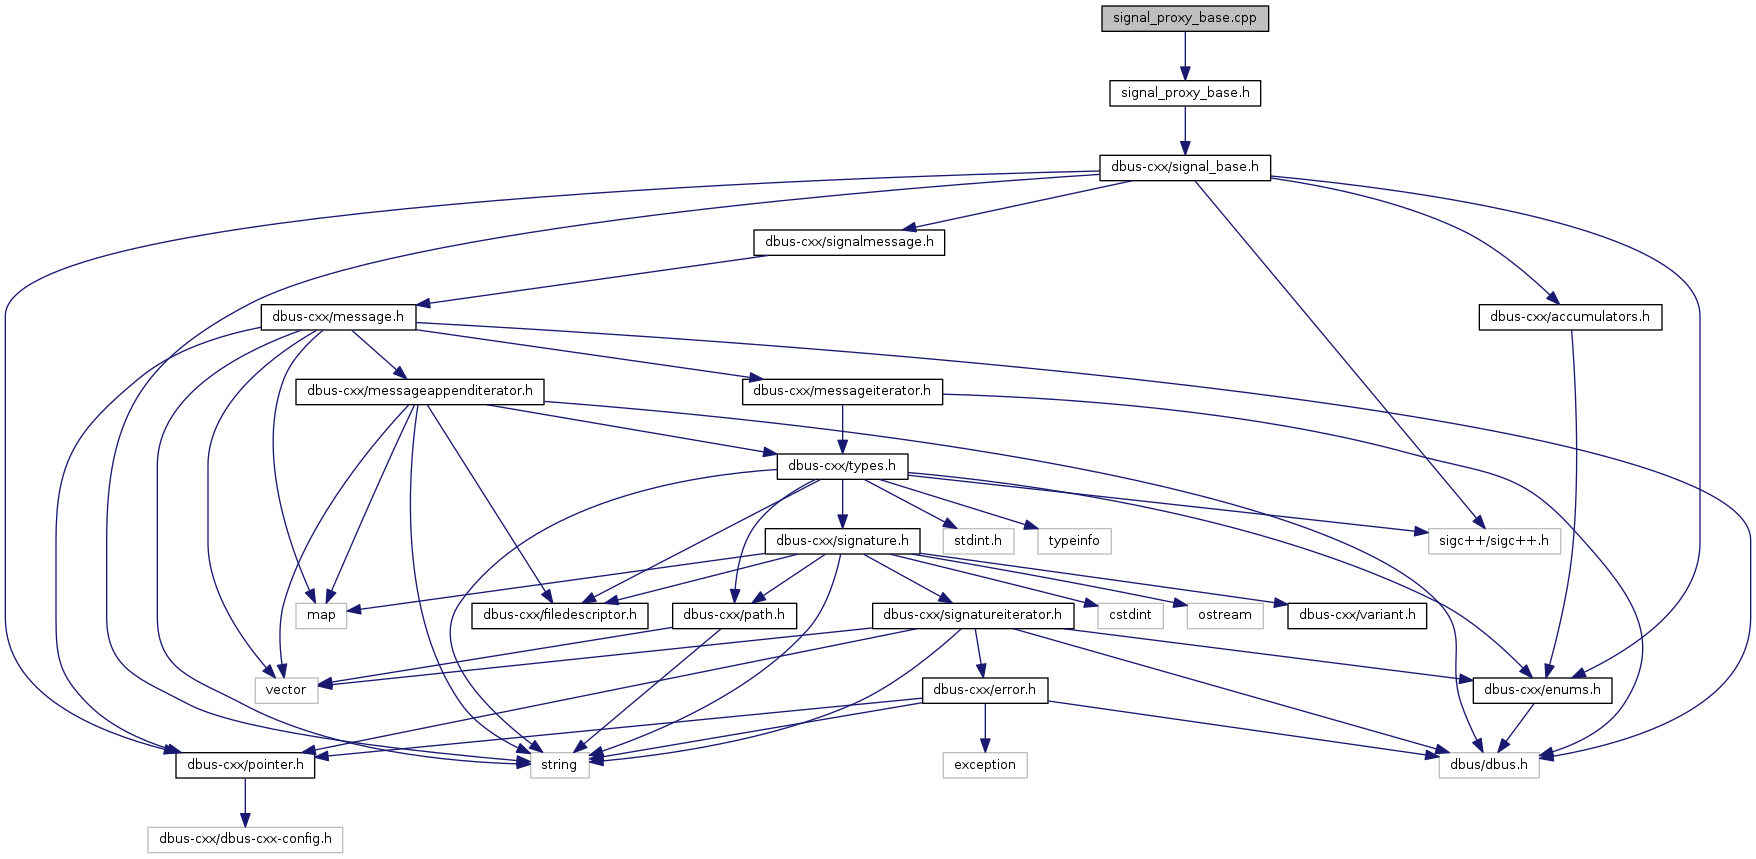 signal_proxy_base.cpp
signal_proxy_base.h
dbus-cxx/signal_base.h
dbus-cxx/signalmessage.h
dbus-cxx/message.h
dbus-cxx/accumulators.h
dbus-cxx/messageappenditerator.h
dbus-cxx/messageiterator.h
dbus-cxx/types.h
dbus-cxx/signature.h
stdint.h
typeinfo
sigc++/sigc++.h
map
dbus-cxx/filedescriptor.h
dbus-cxx/path.h
dbus-cxx/signatureiterator.h
cstdint
ostream
dbus-cxx/variant.h
vector
dbus-cxx/error.h
dbus-cxx/enums.h
dbus-cxx/pointer.h
string
exception
dbus/dbus.h
dbus-cxx/dbus-cxx-config.h